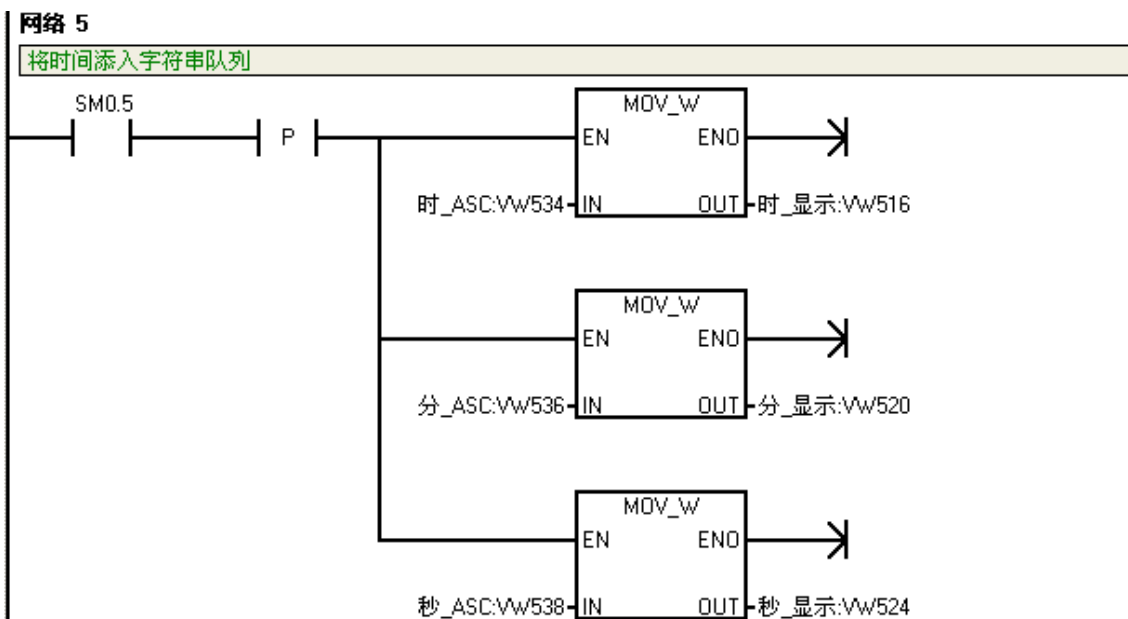 网络 5
将时间添入字符串队列
SM0.5
P
MOV_W
EN ENO
时_ASC:VW534 IN OUT 时_显示:VW516
MOV_W
EN ENO
分_ASC:VW536 IN OUT 分_显示:VW520
MOV_W
EN ENO
秒_ASC:VW538 IN OUT 秒_显示:VW524